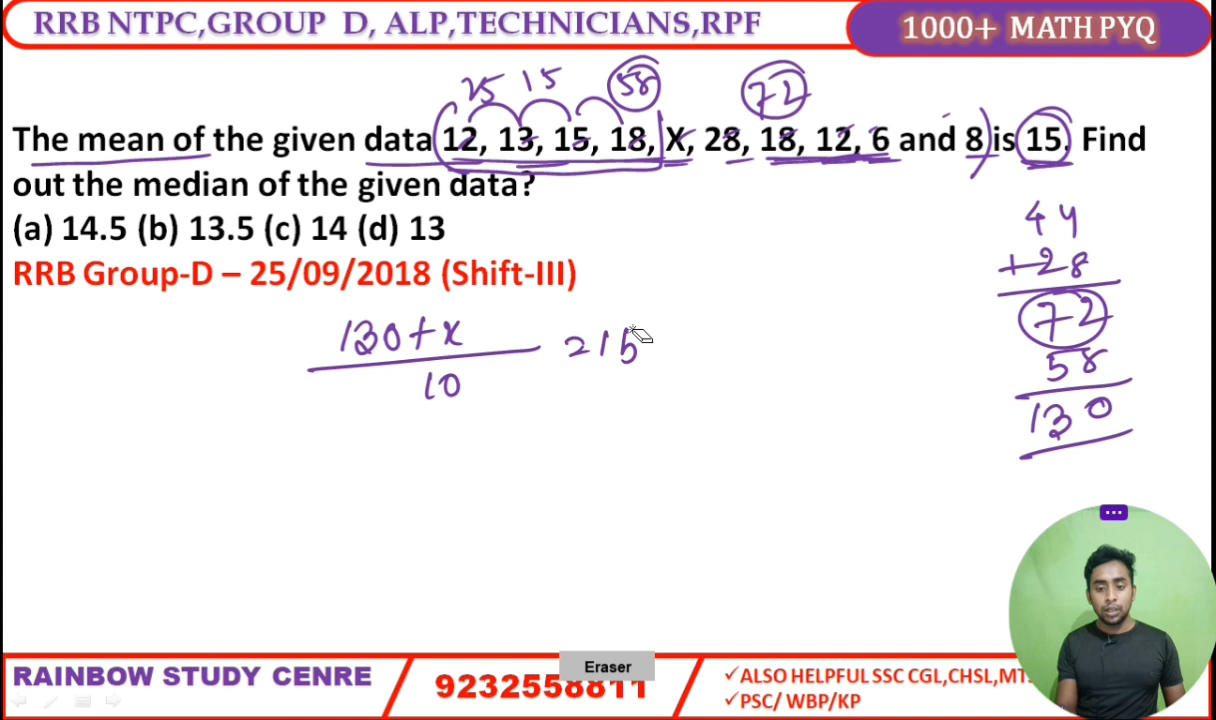 RRB NTPC,GROUP D, ALP,TECHNICIANS,RPF
1000+ MATH PYQ
25 15 58 72
The mean of the given data 12, 13, 15, 18, X, 28, 18, 12, 6 and 8 is 15. Find
out the median of the given data?
(a) 14.5 (b) 13.5 (c) 14 (d) 13
RRB Group-D – 25/09/2018 (Shift-III)
44
+28
72
58
130
130+x
10
=15
RAINBOW STUDY CENRE
Eraser
9232558811
✓ALSO HELPFUL SSC CGL,CHSL,MTS
✓PSC/ WBP/KP